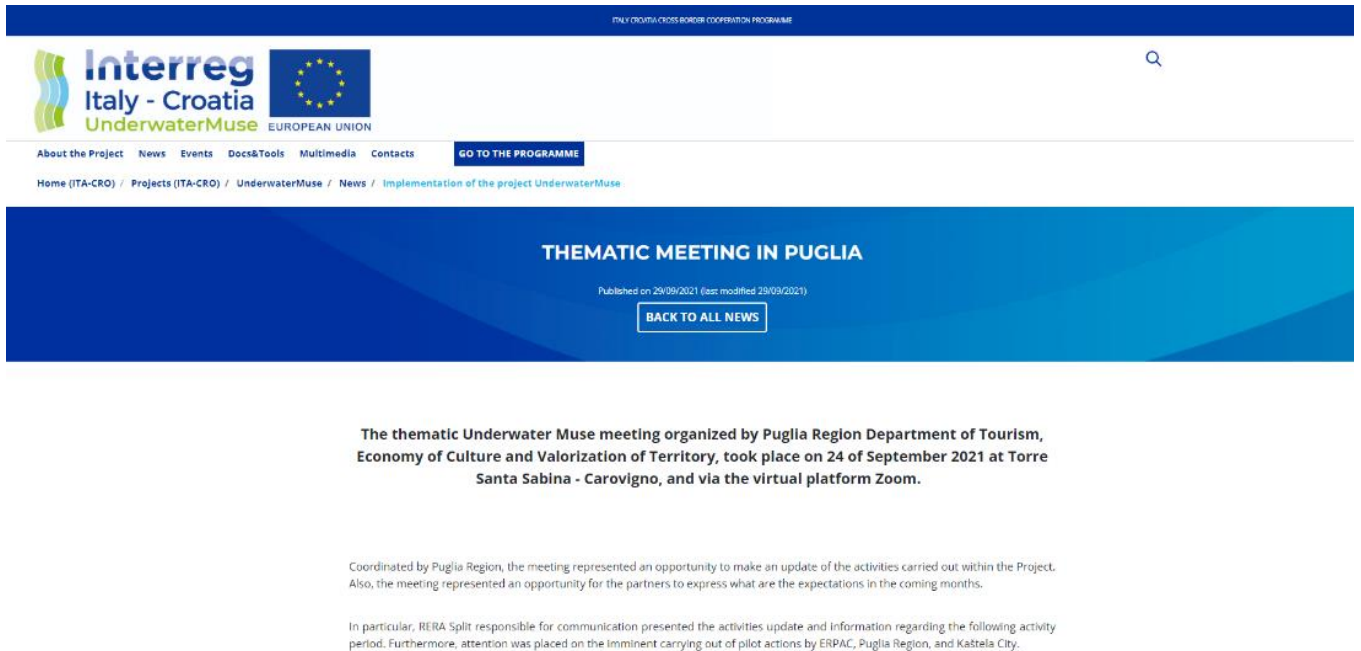 ITALY CROATIA CROSS BORDER COOPERATION PROGRAMME
Interreg
Italy - Croatia
UnderwaterMuse EUROPEAN UNION
About the Project News Events Docs&Tools Multimedia Contacts GO TO THE PROGRAMME
Home (ITA-CRO) / Projects (ITA-CRO) / UnderwaterMuse / News / Implementation of the project UnderwaterMuse
THEMATIC MEETING IN PUGLIA
Published on 29/09/2021 (last modified 29/09/2021)
BACK TO ALL NEWS
The thematic Underwater Muse meeting organized by Puglia Region Department of Tourism,
Economy of Culture and Valorization of Territory, took place on 24 of September 2021 at Torre
Santa Sabina - Carovigno, and via the virtual platform Zoom.
Coordinated by Puglia Region, the meeting represented an opportunity to make an update of the activities carried out within the Project.
Also, the meeting represented an opportunity for the partners to express what are the expectations in the coming months.
In particular, RERA Split responsible for communication presented the activities update and information regarding the following activity
period. Furthermore, attention was placed on the imminent carrying out of pilot actions by ERPAC, Puglia Region, and Kaštela City.